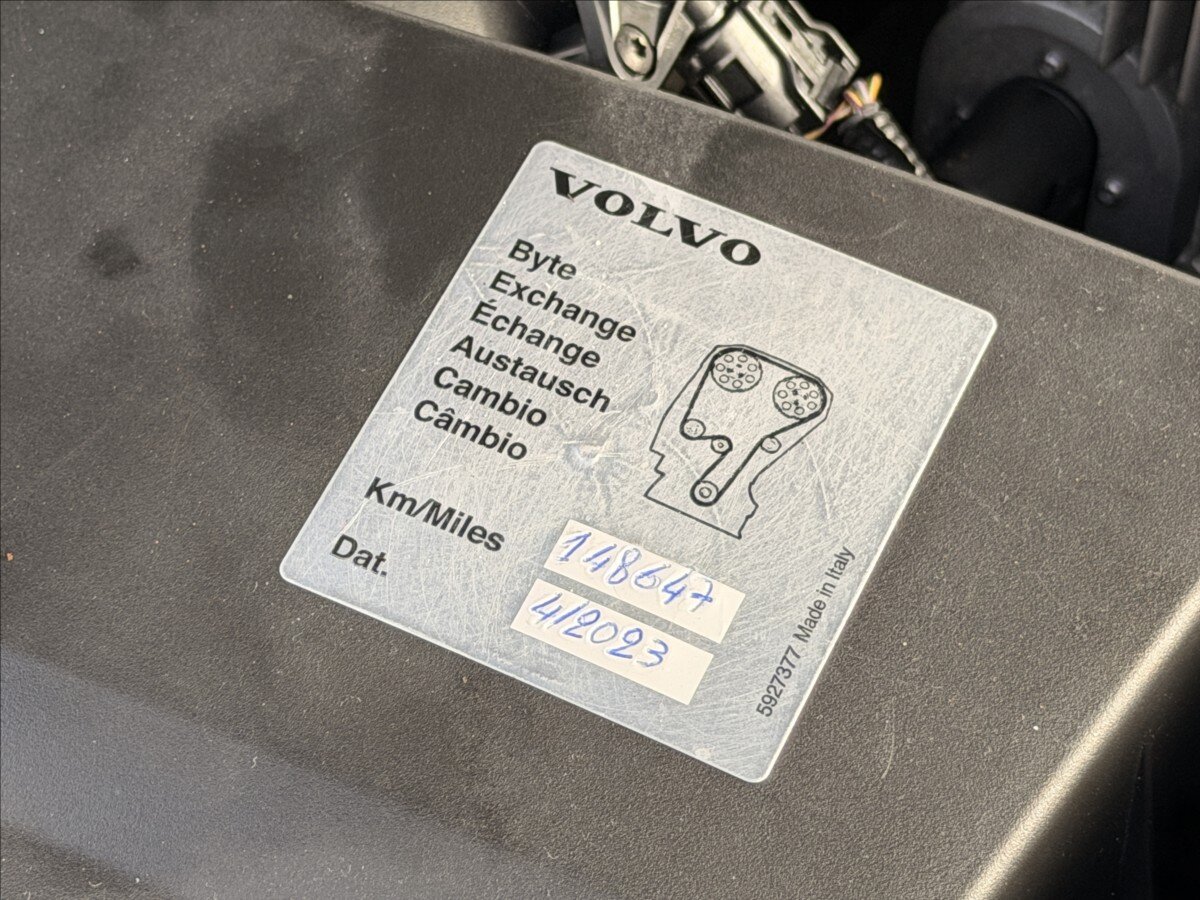 VOLVO
Byte
Exchange
Échange
Austausch
Cambio
Câmbio
Km/Miles 148647
Dat. 4/2023
5927377 Made in Italy